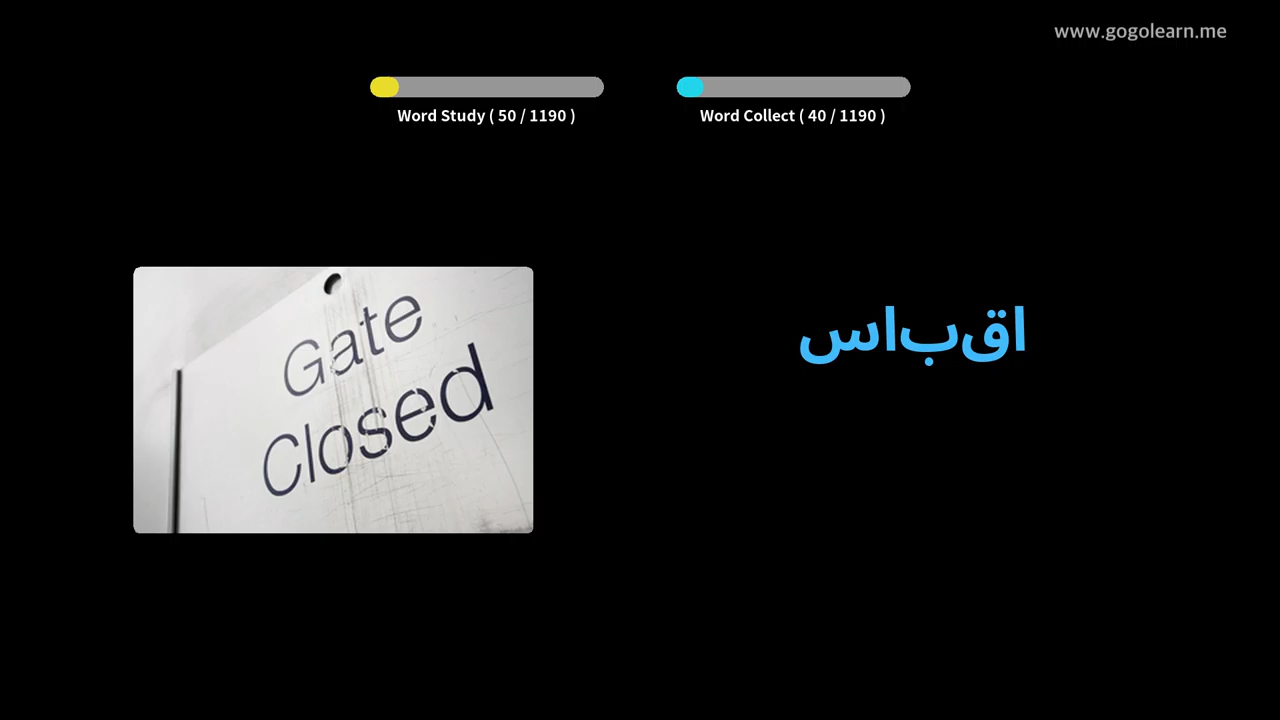 www.gogolearn.me
Word Study ( 50 / 1190 )
Word Collect ( 40 / 1190 )
Gate
Closed
اقباس